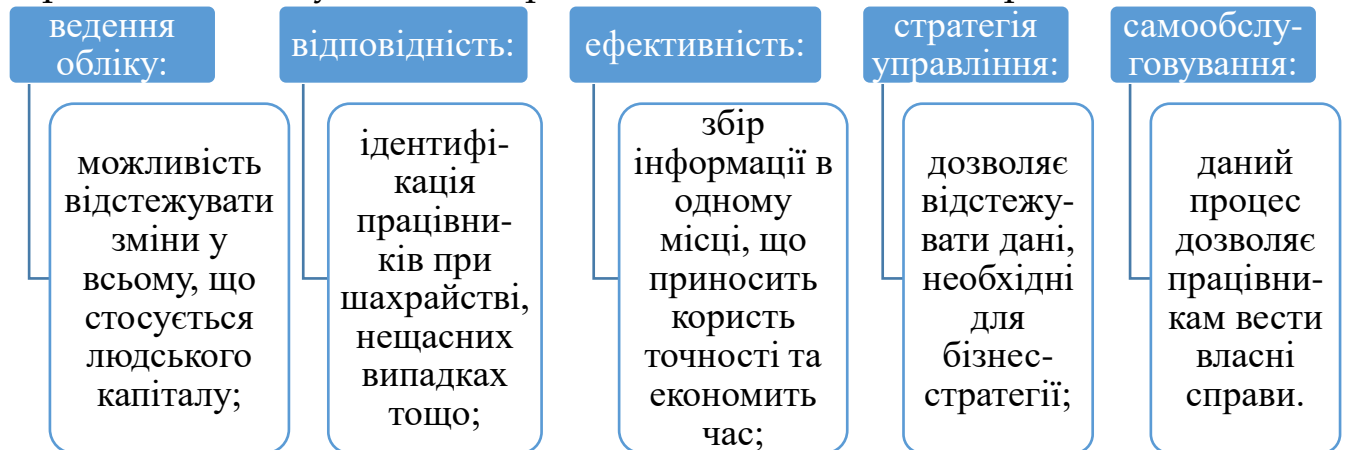 ведення
обліку:
можливість
відстежувати
зміни у
всьому, що
стосується
людського
капіталу;
відповідність:
ідентифі-
кація
працівни-
ків при
шахрайстві,
нещасних
випадках
тощо;
ефективність:
збір
інформації в
одному
місці, що
приносить
користь
точності та
економить
час;
стратегія
управління:
дозволяє
відстежу-
вати дані,
необхідні
для
бізнес-
стратегії;
самообслу-
говування:
даний
процес
дозволяє
працівни-
кам вести
власні
справи.